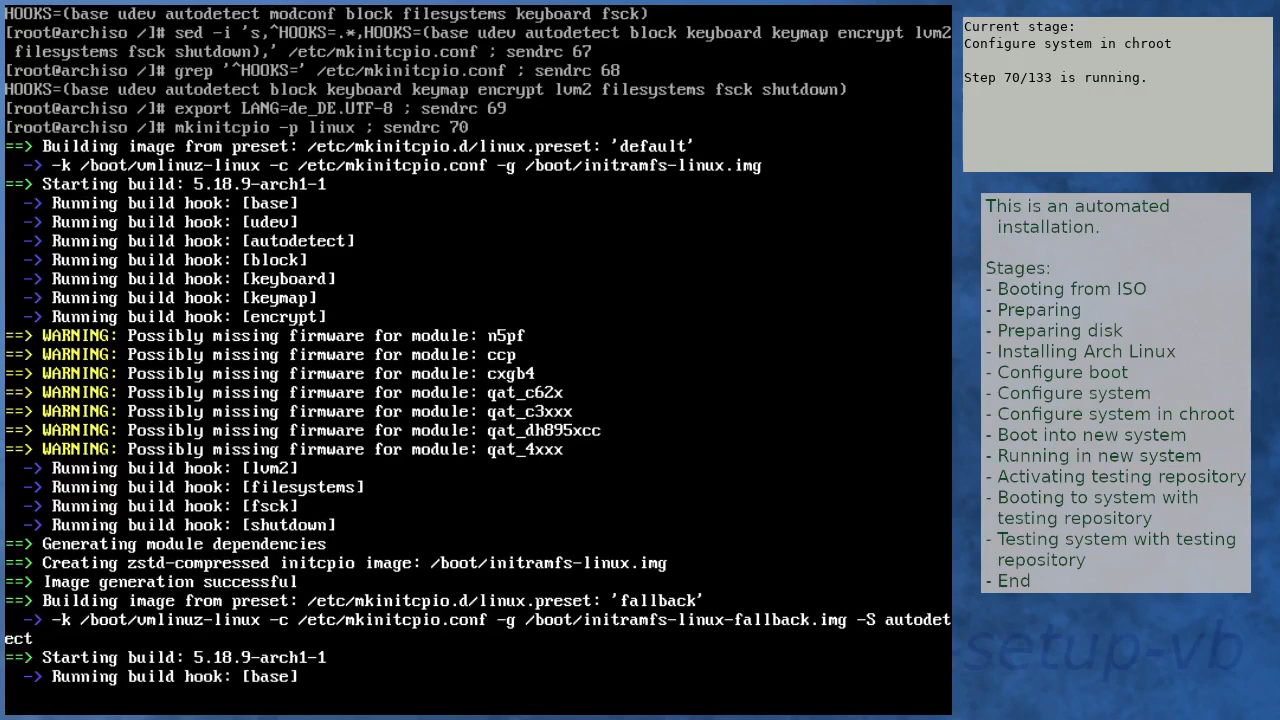 HOOKS=(base udev autodetect modconf block filesystems keyboard fsck)
[root@archiso /]# sed -i 's,^HOOKS=.*,HOOKS=(base udev autodetect block keyboard keymap encrypt lvm2
 filesystems fsck shutdown),' /etc/mkinitcpio.conf ; sendrc 67
[root@archiso /]# grep '^HOOKS=' /etc/mkinitcpio.conf ; sendrc 68
HOOKS=(base udev autodetect block keyboard keymap encrypt lvm2 filesystems fsck shutdown)
[root@archiso /]# export LANG=de_DE.UTF-8 ; sendrc 69
[root@archiso /]# mkinitcpio -p linux ; sendrc 70
==> Building image from preset: /etc/mkinitcpio.d/linux.preset: 'default'
  -> -k /boot/vmlinuz-linux -c /etc/mkinitcpio.conf -g /boot/initramfs-linux.img
==> Starting build: 5.18.9-arch1-1
  -> Running build hook: [base]
  -> Running build hook: [udev]
  -> Running build hook: [autodetect]
  -> Running build hook: [block]
  -> Running build hook: [keyboard]
  -> Running build hook: [keymap]
  -> Running build hook: [encrypt]
==> WARNING: Possibly missing firmware for module: n5pf
==> WARNING: Possibly missing firmware for module: ccp
==> WARNING: Possibly missing firmware for module: cxgb4
==> WARNING: Possibly missing firmware for module: qat_c62x
==> WARNING: Possibly missing firmware for module: qat_c3xxx
==> WARNING: Possibly missing firmware for module: qat_dh895xcc
==> WARNING: Possibly missing firmware for module: qat_4xxx
  -> Running build hook: [lvm2]
  -> Running build hook: [filesystems]
  -> Running build hook: [fsck]
  -> Running build hook: [shutdown]
==> Generating module dependencies
==> Creating zstd-compressed initcpio image: /boot/initramfs-linux.img
==> Image generation successful
==> Building image from preset: /etc/mkinitcpio.d/linux.preset: 'fallback'
  -> -k /boot/vmlinuz-linux -c /etc/mkinitcpio.conf -g /boot/initramfs-linux-fallback.img -S autodet
ect
==> Starting build: 5.18.9-arch1-1
  -> Running build hook: [base]
Current stage:
Configure system in chroot
Step 70/133 is running.
This is an automated
installation.
Stages:
- Booting from ISO
- Preparing
- Preparing disk
- Installing Arch Linux
- Configure boot
- Configure system
- Configure system in chroot
- Boot into new system
- Running in new system
- Activating testing repository
- Booting to system with
testing repository
- Testing system with testing
repository
- End
setup-vb